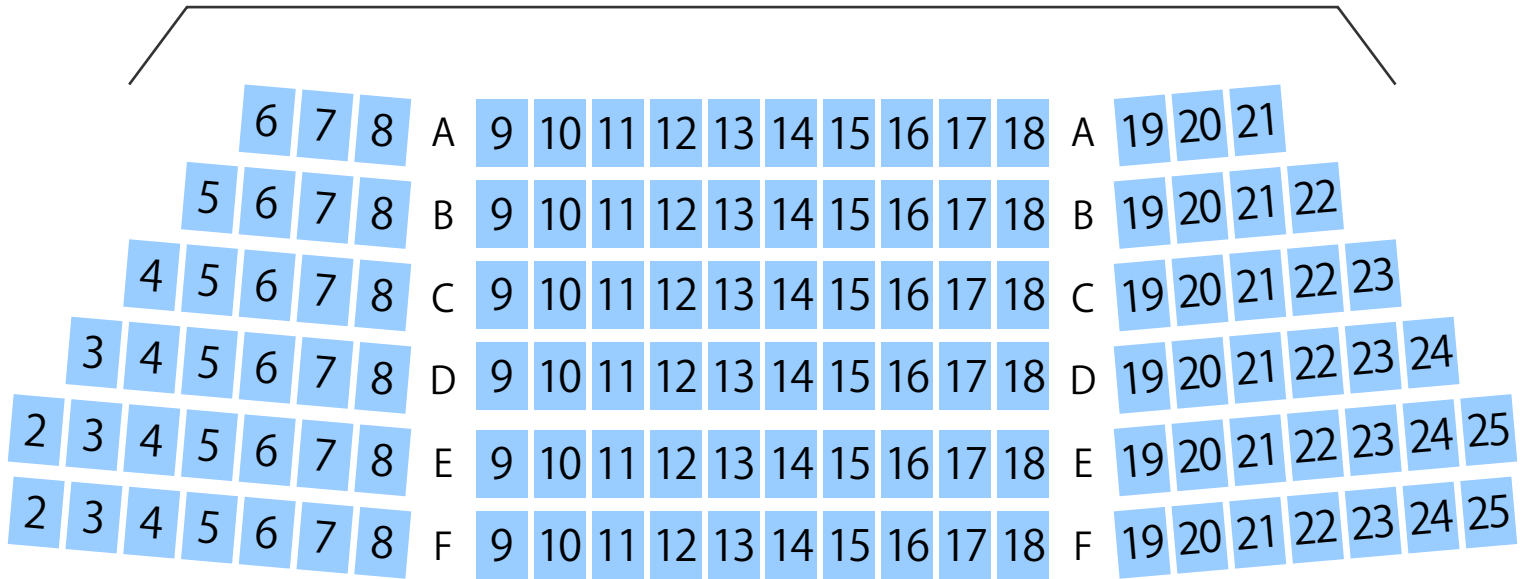 6 7 8 A 9 10 11 12 13 14 15 16 17 18 A 19 20 21
5 6 7 8 B 9 10 11 12 13 14 15 16 17 18 B 19 20 21 22
4 5 6 7 8 C 9 10 11 12 13 14 15 16 17 18 C 19 20 21 22 23
3 4 5 6 7 8 D 9 10 11 12 13 14 15 16 17 18 D 19 20 21 22 23 24
2 3 4 5 6 7 8 E 9 10 11 12 13 14 15 16 17 18 E 19 20 21 22 23 24 25
2 3 4 5 6 7 8 F 9 10 11 12 13 14 15 16 17 18 F 19 20 21 22 23 24 25